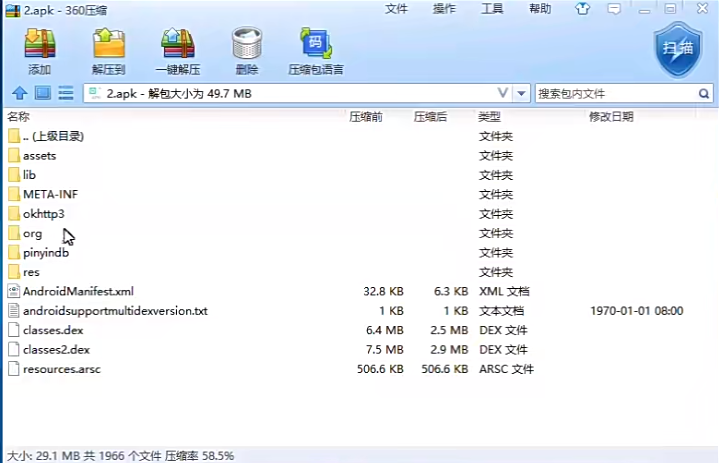 2.apk - 360压缩 文件 操作 工具 帮助
添加 解压到 一键解压 删除 码 压缩包语言 扫描
2.apk - 解包大小为 49.7 MB 搜索包内文件
名称 压缩前 压缩后 类型 修改日期
.. (上级目录) 文件夹
assets 文件夹
lib 文件夹
META-INF 文件夹
okhttp3 文件夹
org 文件夹
pinyindb 文件夹
res 文件夹
AndroidManifest.xml 32.8 KB 6.3 KB XML 文档
androidsupportmultidexversion.txt 1 KB 1 KB 文本文档 1970-01-01 08:00
classes.dex 6.4 MB 2.5 MB DEX 文件
classes2.dex 7.5 MB 2.9 MB DEX 文件
resources.arsc 506.6 KB 506.6 KB ARSC 文件
大小: 29.1 MB 共 1966 个文件 压缩率 58.5%